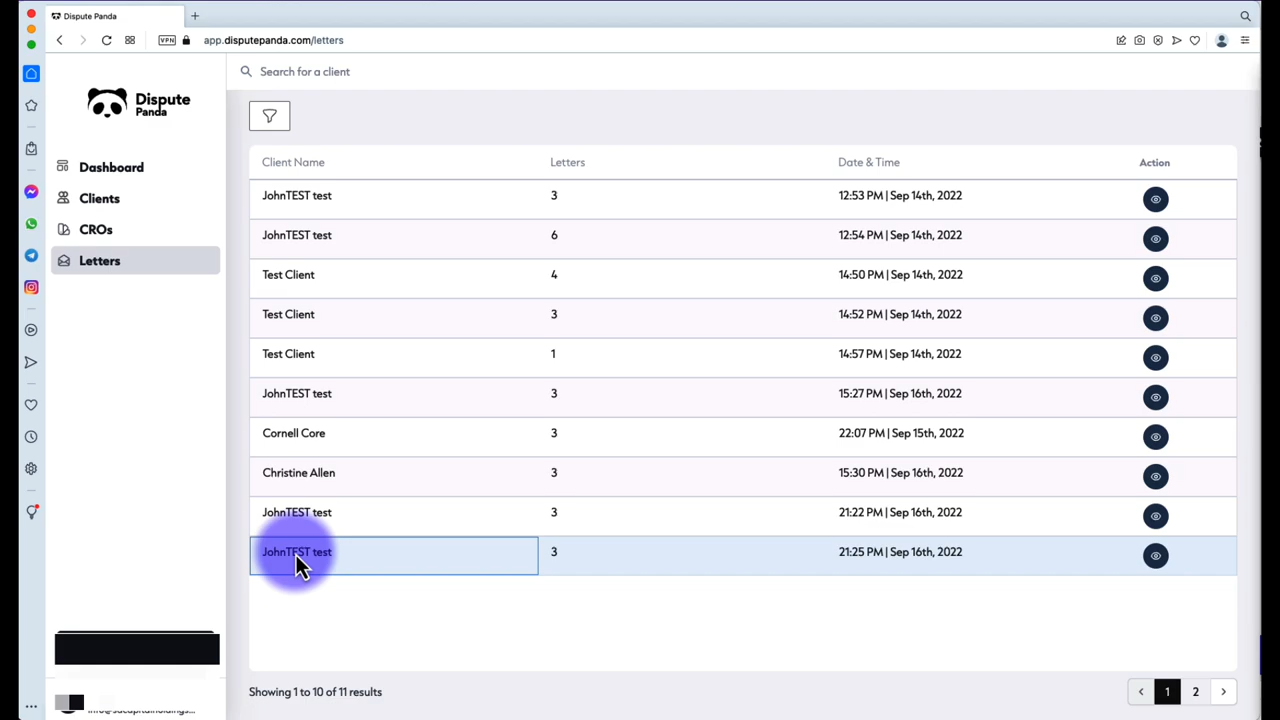 Dispute Panda
VPN
app.disputepanda.com/letters
Dispute
Panda
Search for a client
Dashboard
Clients
CROs
Letters
Client Name Letters Date & Time Action
JohnTEST test 3 12:53 PM | Sep 14th, 2022
JohnTEST test 6 12:54 PM | Sep 14th, 2022
Test Client 4 14:50 PM | Sep 14th, 2022
Test Client 3 14:52 PM | Sep 14th, 2022
Test Client 1 14:57 PM | Sep 14th, 2022
JohnTEST test 3 15:27 PM | Sep 16th, 2022
Cornell Core 3 22:07 PM | Sep 15th, 2022
Christine Allen 3 15:30 PM | Sep 16th, 2022
JohnTEST test 3 21:22 PM | Sep 16th, 2022
JohnTEST test 3 21:25 PM | Sep 16th, 2022
Showing 1 to 10 of 11 results
1 2